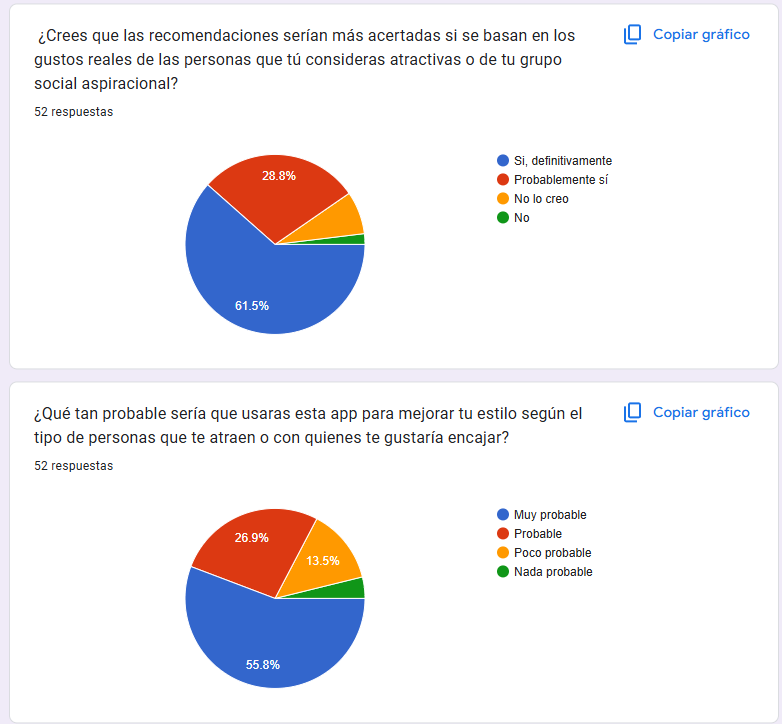 ¿Crees que las recomendaciones serían más acertadas si se basan en los
gustos reales de las personas que tú consideras atractivas o de tu grupo
social aspiracional?
Copiar gráfico
52 respuestas
28.8%
61.5%
Si, definitivamente
Probablemente sí
No lo creo
No
¿Qué tan probable sería que usaras esta app para mejorar tu estilo según el
tipo de personas que te atraen o con quienes te gustaría encajar?
Copiar gráfico
52 respuestas
26.9%
13.5%
55.8%
Muy probable
Probable
Poco probable
Nada probable